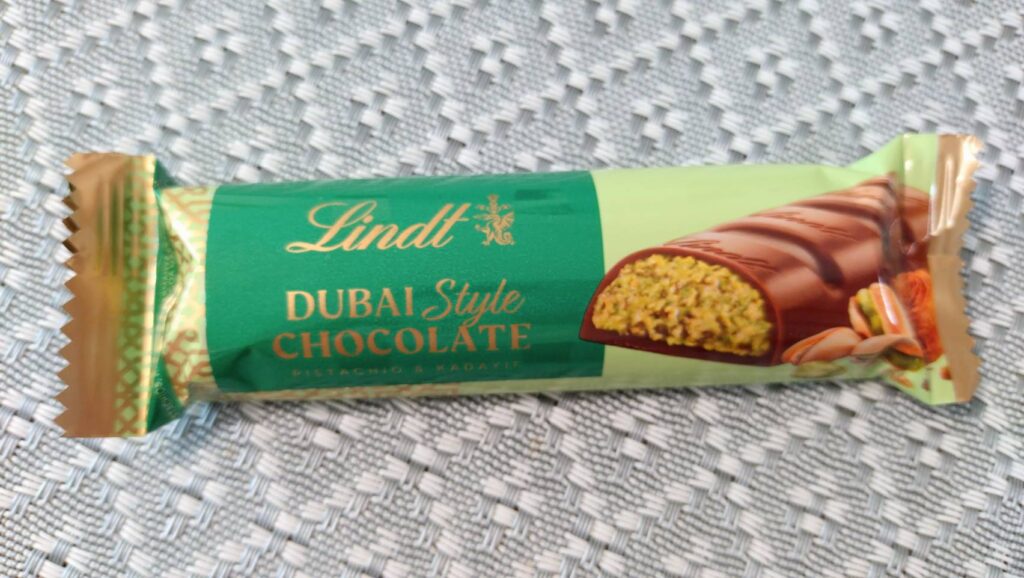 Lindt
DUBAI Style
CHOCOLATE
PISTACHIO & KADAYIF